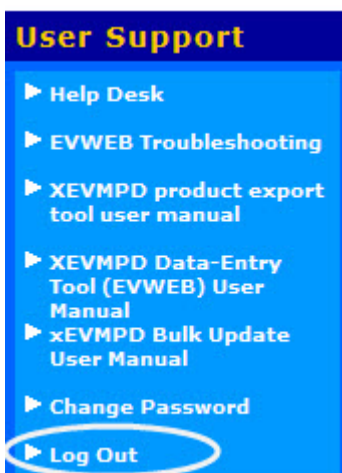 User Support
Help Desk
EVWEB Troubleshooting
XEVMPD product export
tool user manual
XEVMPD Data-Entry
Tool (EVWEB) User
Manual
xEVMPD Bulk Update
User Manual
Change Password
Log Out